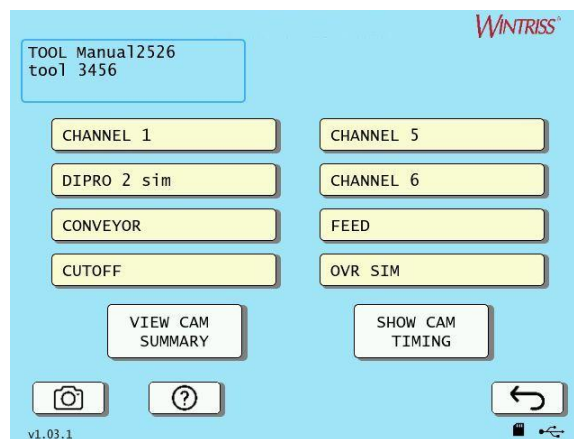 WINTRISS®
TOOL Manual2526
tool 3456
CHANNEL 1
CHANNEL 5
DIPRO 2 sim
CHANNEL 6
CONVEYOR
FEED
CUTOFF
OVR SIM
VIEW CAM
SUMMARY
SHOW CAM
TIMING
?
v1.03.1